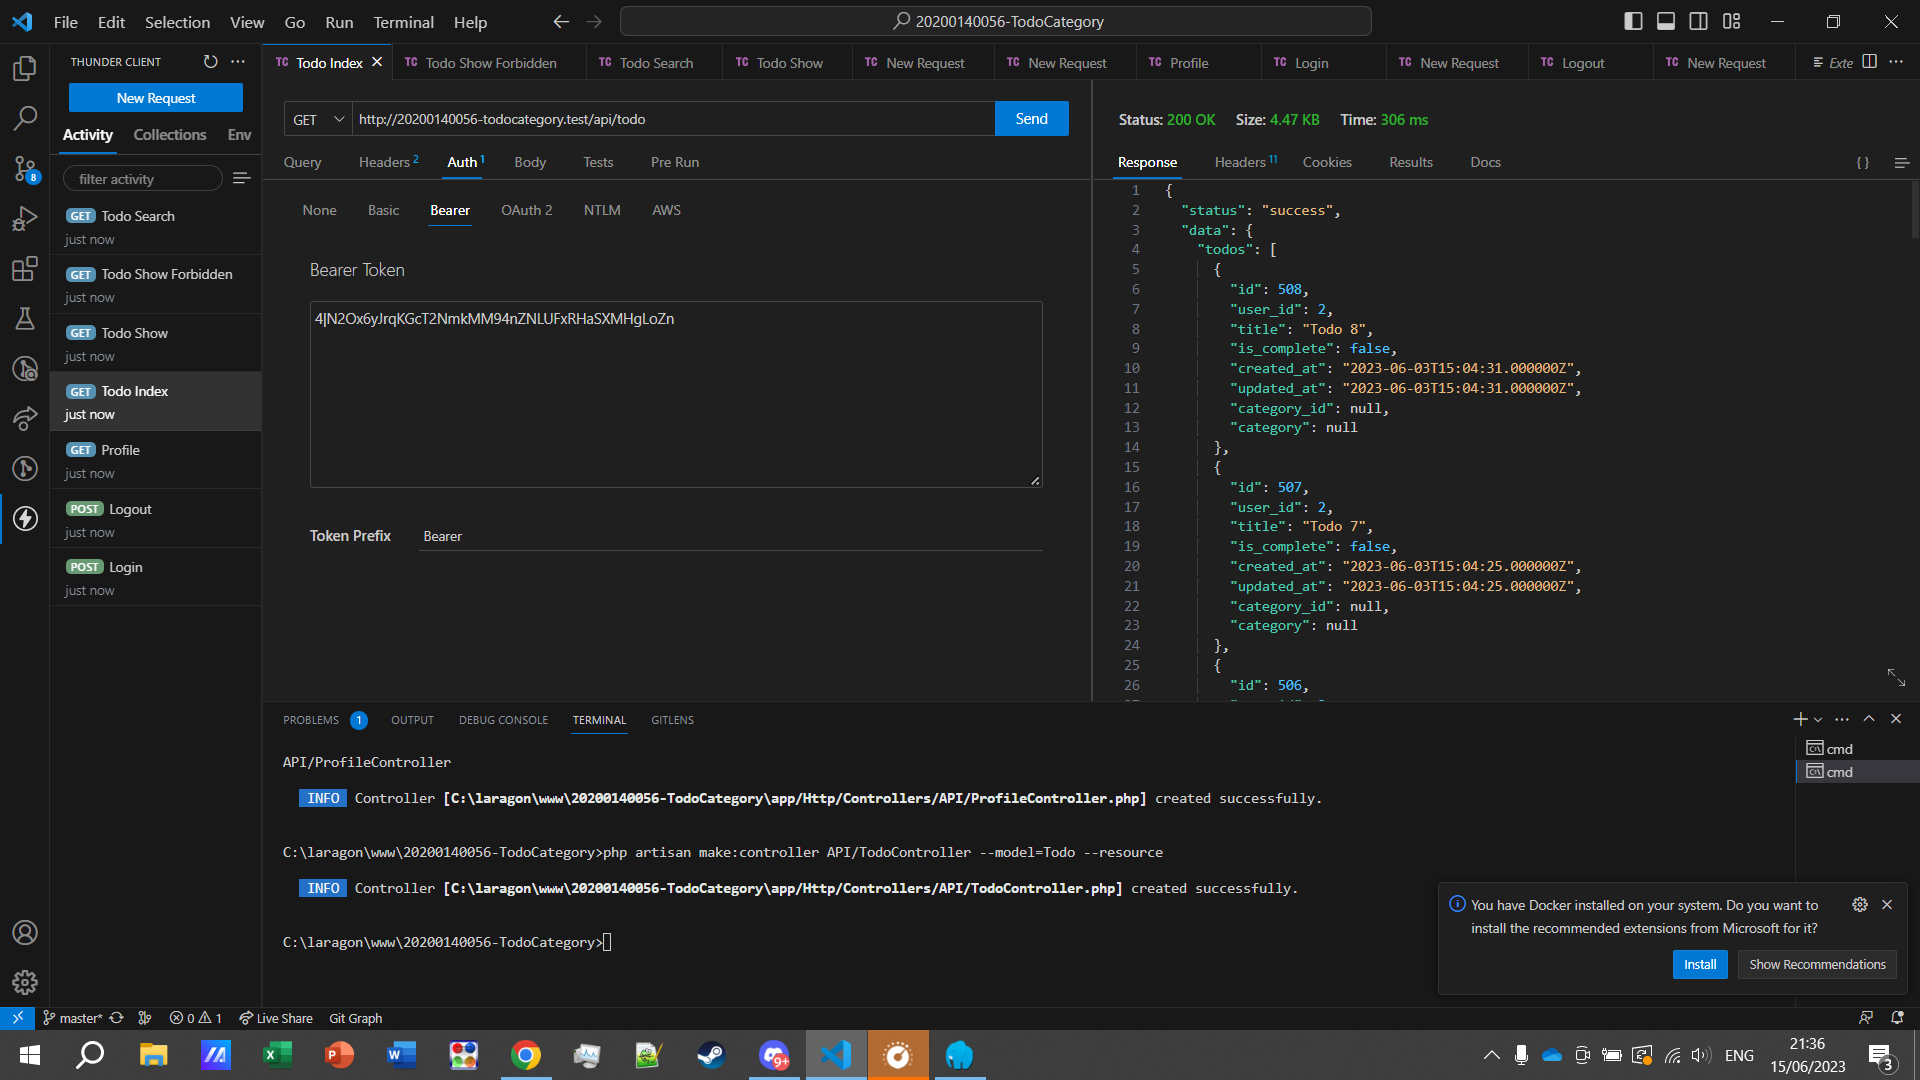 File Edit Selection View Go Run Terminal Help
20200140056-TodoCategory
THUNDER CLIENT
New Request
Activity Collections Env
filter activity
GET Todo Search
just now
GET Todo Show Forbidden
just now
GET Todo Show
just now
GET Todo Index
just now
GET Profile
just now
POST Logout
just now
POST Login
just now
8
TC Todo Index TC Todo Show Forbidden TC Todo Search TC Todo Show TC New Request TC New Request TC Profile TC Login TC New Request TC Logout TC New Request Exte
GET http://20200140056-todocategory.test/api/todo Send
Query Headers 2 Auth 1 Body Tests Pre Run
None Basic Bearer OAuth 2 NTLM AWS
Bearer Token
4|N2Ox6yJrqKGcT2NmkMM94nZNLUFxRHaSXMHgLoZn
Token Prefix Bearer
Status: 200 OK Size: 4.47 KB Time: 306 ms
Response Headers 11 Cookies Results Docs { }
1 {
2 "status": "success",
3 "data": {
4 "todos": [
5 {
6 "id": 508,
7 "user_id": 2,
8 "title": "Todo 8",
9 "is_complete": false,
10 "created_at": "2023-06-03T15:04:31.000000Z",
11 "updated_at": "2023-06-03T15:04:31.000000Z",
12 "category_id": null,
13 "category": null
14 },
15 {
16 "id": 507,
17 "user_id": 2,
18 "title": "Todo 7",
19 "is_complete": false,
20 "created_at": "2023-06-03T15:04:25.000000Z",
21 "updated_at": "2023-06-03T15:04:25.000000Z",
22 "category_id": null,
23 "category": null
24 },
25 {
26 "id": 506,
PROBLEMS 1 OUTPUT DEBUG CONSOLE TERMINAL GITLENS
API/ProfileController
INFO Controller [C:\laragon\www\20200140056-TodoCategory\app/Http/Controllers/API/ProfileController.php] created successfully.
C:\laragon\www\20200140056-TodoCategory>php artisan make:controller API/TodoController --model=Todo --resource
INFO Controller [C:\laragon\www\20200140056-TodoCategory\app/Http/Controllers/API/TodoController.php] created successfully.
C:\laragon\www\20200140056-TodoCategory>
cmd
cmd
You have Docker installed on your system. Do you want to
install the recommended extensions from Microsoft for it?
Install Show Recommendations
master* 0 1 Live Share Git Graph
9+ ENG
21:36
15/06/2023
3